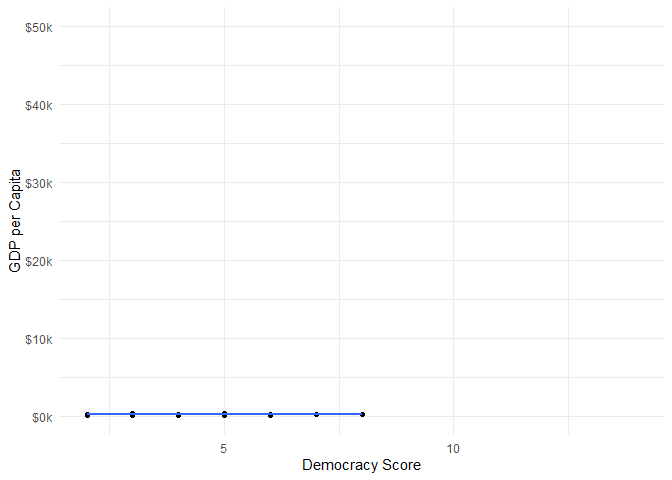 $50k
$40k
$30k
$20k
$10k
$0k
GDP per Capita
5 10
Democracy Score